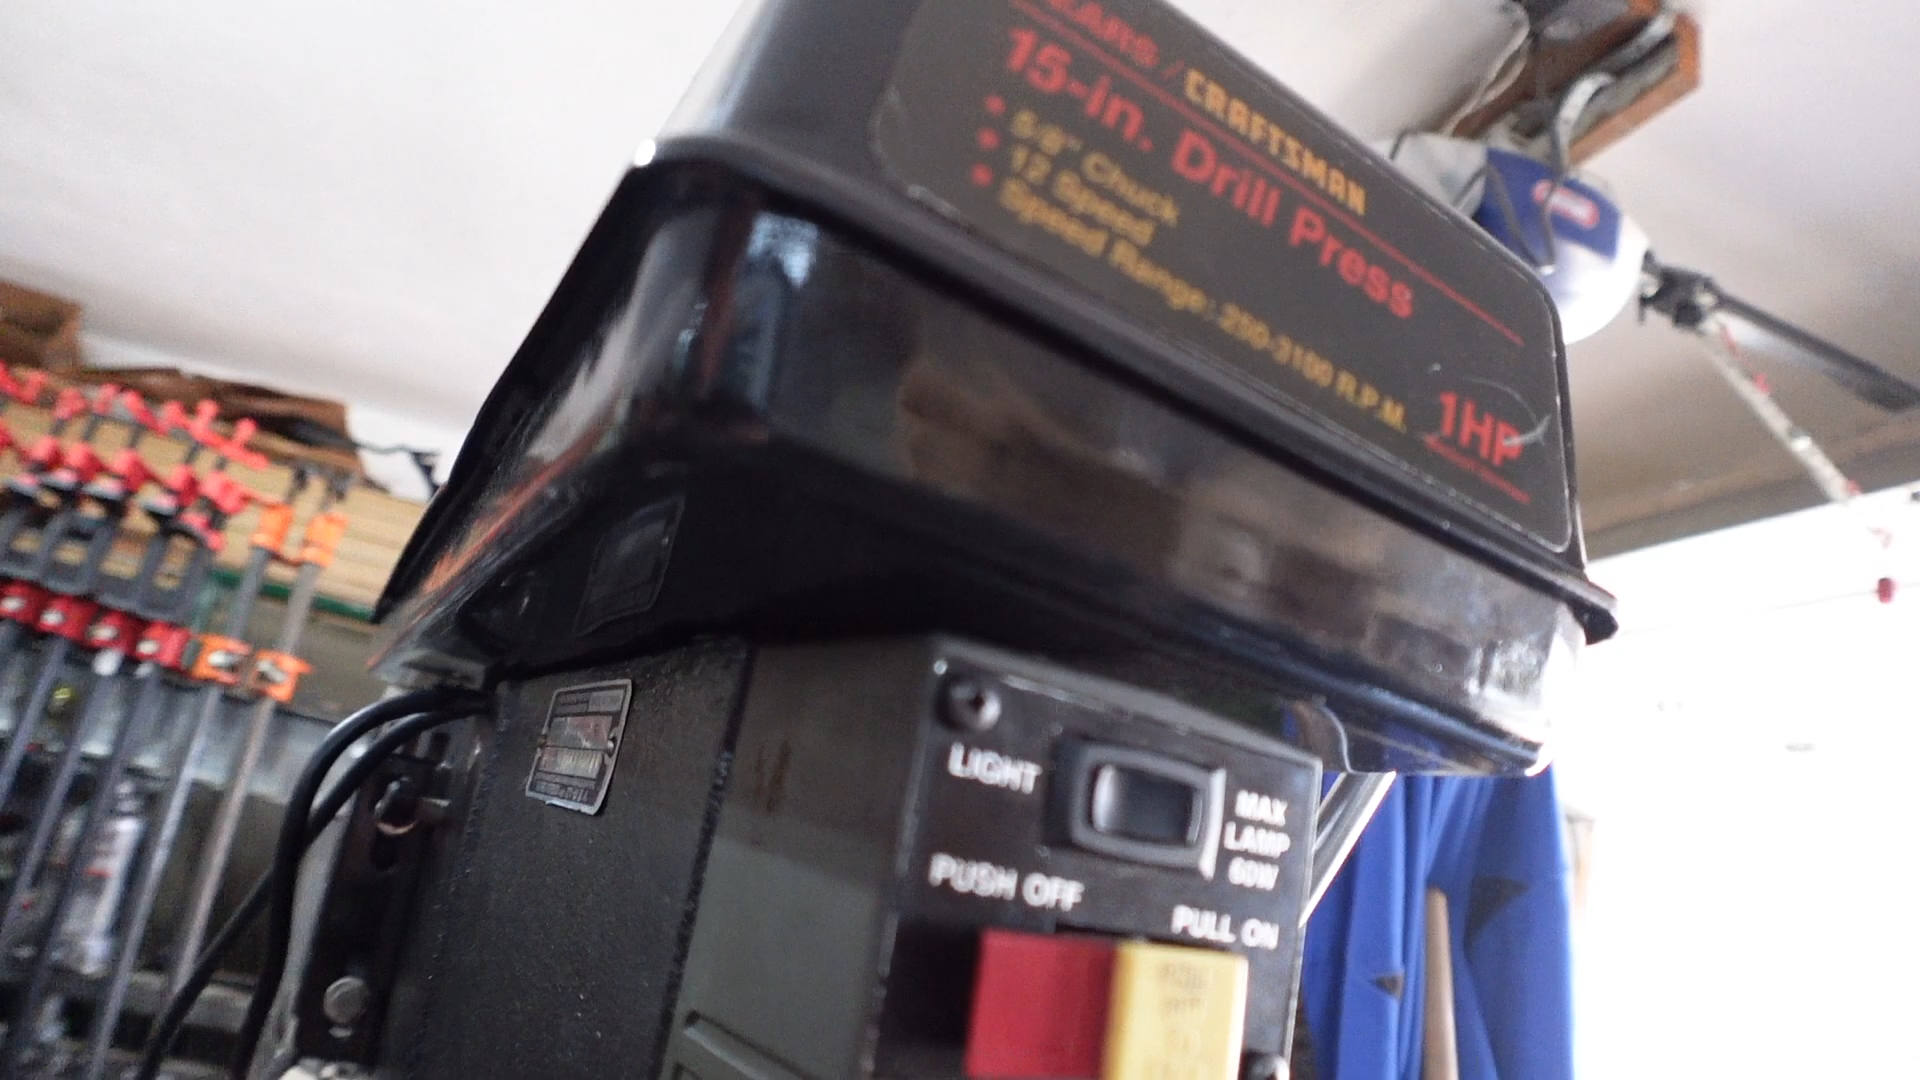 SEARS / CRAFTSMAN
15-in. Drill Press
• 5/8" Chuck
• 12 Speed
• Speed Range: 250-3100 R.P.M.
1HP
LIGHT
MAX
LAMP
60W
PUSH OFF
PULL ON